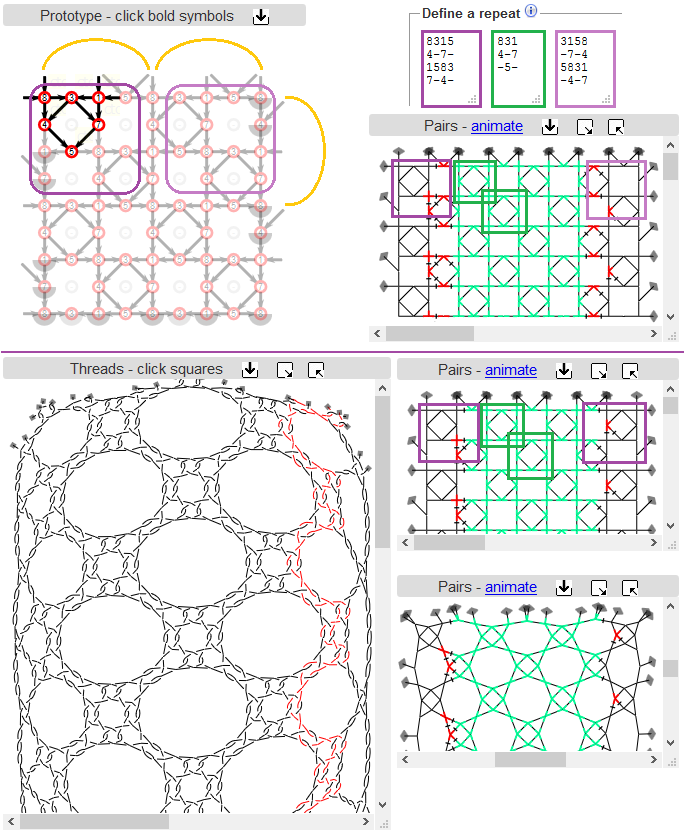 Prototype - click bold symbols
Define a repeat
8315
4-7-
1583
7-4-
831
4-7
-5-
3158
-7-4
5831
-4-7
Pairs - animate
Threads - click squares
Pairs - animate
Pairs - animate